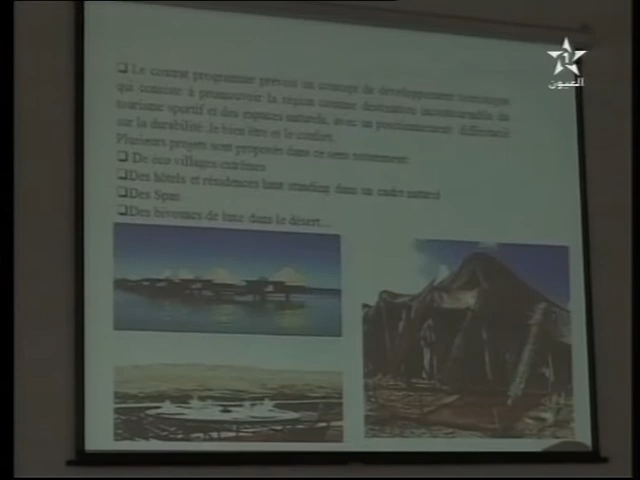 العيون
❑ Le contrat programme prévoit un concept de développement touristique
qui consiste à promouvoir la région comme destination incontournable du
tourisme sportif et des espaces naturels, avec un positionnement différencié
sur la durabilité, le bien être et le confort.
Plusieurs projets sont proposés dans ce sens notamment:
❑ De éco villages
❑Des hôtels et résidences haut standing dans un cadre naturel
❑Des Spas
❑Des bivouacs de luxe dans le désert...